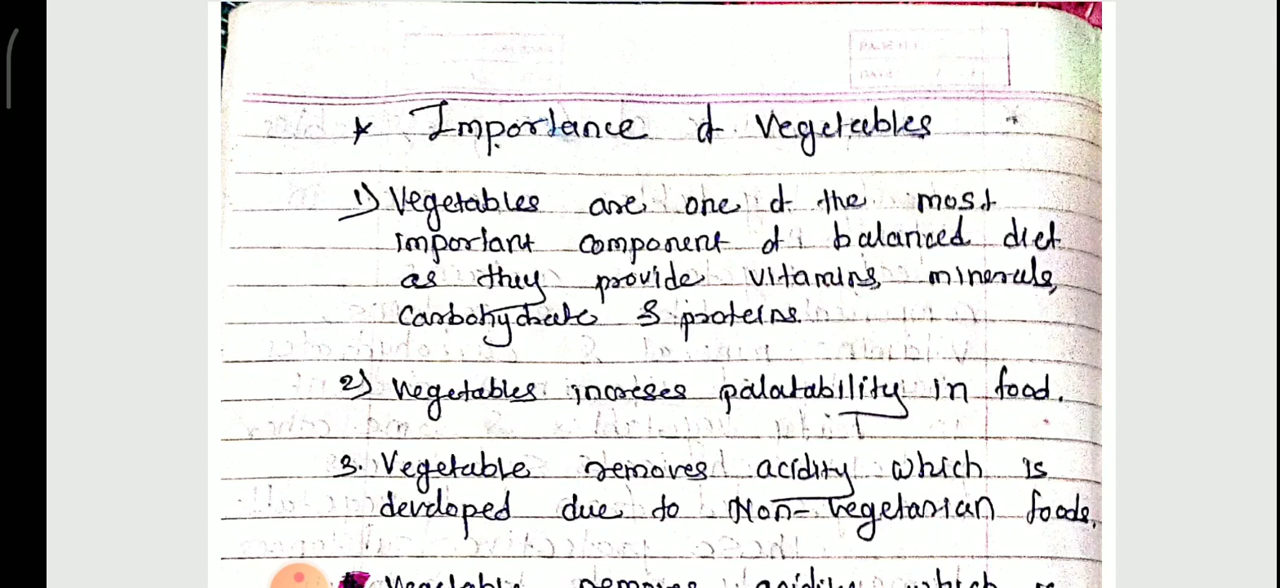 * Importance of Vegetables
1) Vegetables are one of the most
important component of balanced diet
as they provide vitamins, minerals,
Carbohydrate & proteins.
2) Vegetables increses palatability in food.
3. Vegetable removes acidity which is
developed due to Non-vegetarian foods.